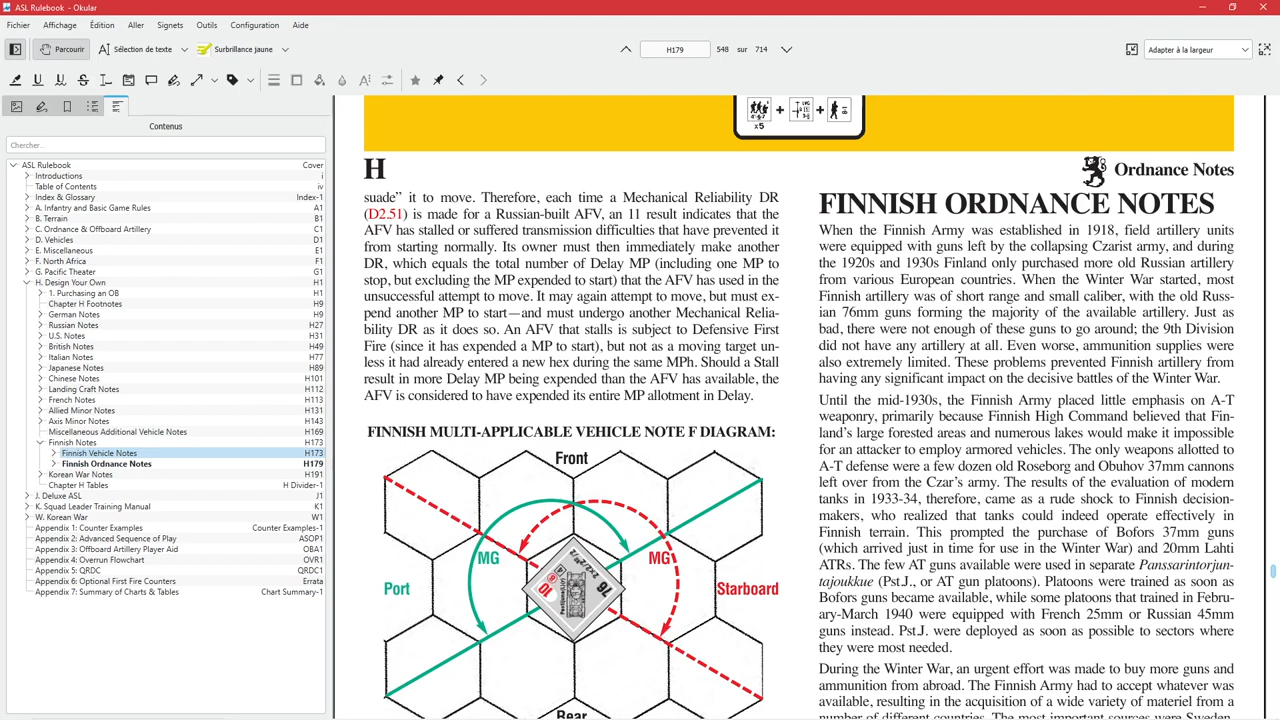 ASL Rulebook - Okular
Fichier Affichage Édition Aller Signets Outils Configuration Aide
Parcourir Sélection de texte Surbrillance jaune H179 548 sur 714 Adapter à la largeur
Contenus
Chercher...
ASL Rulebook Cover
Introductions i
Table of Contents iv
Index & Glossary Index-1
A. Infantry and Basic Game Rules A1
B. Terrain B1
C. Ordnance & Offboard Artillery C1
D. Vehicles D1
E. Miscellaneous E1
F. North Africa F1
G. Pacific Theater G1
H. Design Your Own H1
1. Purchasing an OB H1
Chapter H Footnotes H9
German Notes H9
Russian Notes H27
U.S. Notes H31
British Notes H49
Italian Notes H77
Japanese Notes H89
Chinese Notes H101
Landing Craft Notes H112
French Notes H113
Allied Minor Notes H131
Axis Minor Notes H143
Miscellaneous Additional Vehicle Notes H169
Finnish Notes H173
Finnish Vehicle Notes H173
Finnish Ordnance Notes H179
Korean War Notes H191
Chapter H Tables H Divider-1
J. Deluxe ASL J1
K. Squad Leader Training Manual K1
W. Korean War W1
Appendix 1: Counter Examples Counter Examples-1
Appendix 2: Advanced Sequence of Play ASOP1
Appendix 3: Offboard Artillery Player Aid OBA1
Appendix 4: Overrun Flowchart OVR1
Appendix 5: QRDC QRDC1
Appendix 6: Optional First Fire Counters Errata
Appendix 7: Summary of Charts & Tables Chart Summary-1
+ +
x5
H
suade” it to move. Therefore, each time a Mechanical Reliability DR
(D2.51) is made for a Russian-built AFV, an 11 result indicates that the
AFV has stalled or suffered transmission difficulties that have prevented it
from starting normally. Its owner must then immediately make another
DR, which equals the total number of Delay MP (including one MP to
stop, but excluding the MP expended to start) that the AFV has used in the
unsuccessful attempt to move. It may again attempt to move, but must ex-
pend another MP to start—and must undergo another Mechanical Relia-
bility DR as it does so. An AFV that stalls is subject to Defensive First
Fire (since it has expended a MP to start), but not as a moving target un-
less it had already entered a new hex during the same MPh. Should a Stall
result in more Delay MP being expended than the AFV has available, the
AFV is considered to have expended its entire MP allotment in Delay.
FINNISH MULTI-APPLICABLE VEHICLE NOTE F DIAGRAM:
Front
MG MG
Port Starboard
10 76
Rear
Ordnance Notes
FINNISH ORDNANCE NOTES
When the Finnish Army was established in 1918, field artillery units
were equipped with guns left by the collapsing Czarist army, and during
the 1920s and 1930s Finland only purchased more old Russian artillery
from various European countries. When the Winter War started, most
Finnish artillery was of short range and small caliber, with the old Russ-
ian 76mm guns forming the majority of the available artillery. Just as
bad, there were not enough of these guns to go around; the 9th Division
did not have any artillery at all. Even worse, ammunition supplies were
also extremely limited. These problems prevented Finnish artillery from
having any significant impact on the decisive battles of the Winter War.
Until the mid-1930s, the Finnish Army placed little emphasis on A-T
weaponry, primarily because Finnish High Command believed that Fin-
land’s large forested areas and numerous lakes would make it impossible
for an enemy to employ armored vehicles. The only weapons allotted to
A-T defense were a few dozen old Roseborg and Obuhov 37mm cannons
left over from the Czar’s army. The results of the evaluation of modern
tanks in 1933-34, therefore, came as a rude shock to Finnish decision-
makers, who realized that tanks could indeed operate effectively in
Finnish terrain. This prompted the purchase of Bofors 37mm guns
(which arrived just in time for use in the Winter War) and 20mm Lahti
ATRs. The few AT guns available were used in separate Panssarintorjun-
tajoukkue (Pst.J., or AT gun platoons). Platoons were trained as soon as
Bofors guns became available, while some platoons that trained in Febru-
ary-March 1940 were equipped with French 25mm or Russian 45mm
guns instead. Pst.J. were deployed as soon as possible to sectors where
they were most needed.
During the Winter War, an urgent effort was made to buy more guns and
ammunition from abroad. The Finnish Army had to accept whatever was
available, resulting in the acquisition of a wide variety of materiel from a
number of different countries. The most important sources were Sweden,